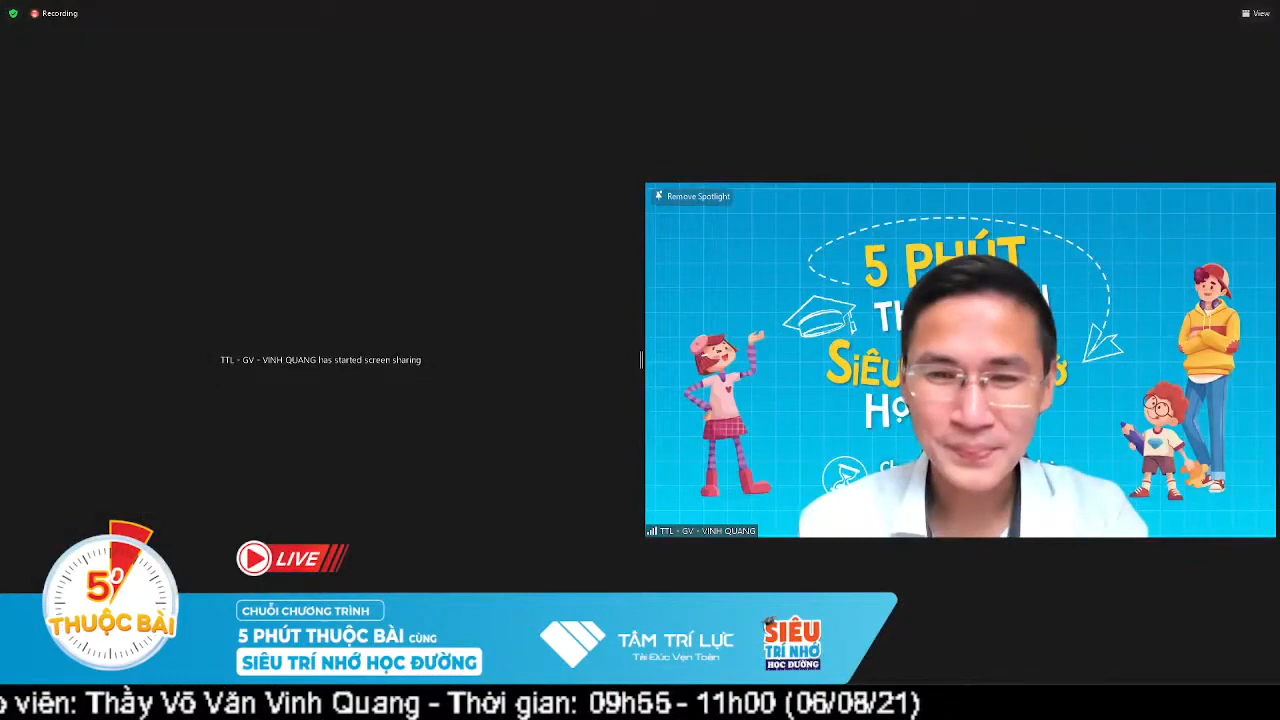 Recording
View
Remove Spotlight
5 PHÚT
SIÊU
TTL - GV - VINH QUANG has started screen sharing
TTL - GV - VINH QUANG
LIVE
5'
THUỘC BÀI
CHUỖI CHƯƠNG TRÌNH
5 PHÚT THUỘC BÀI CÙNG
SIÊU TRÍ NHỚ HỌC ĐƯỜNG
TÂM TRÍ LỰC
Tài Đức Vẹn Toàn
SIÊU
TRÍ NHỚ
HỌC ĐƯỜNG
viên: Thầy Võ Văn Vinh Quang - Thời gian: 09h55 - 11h00 (06/08/21)